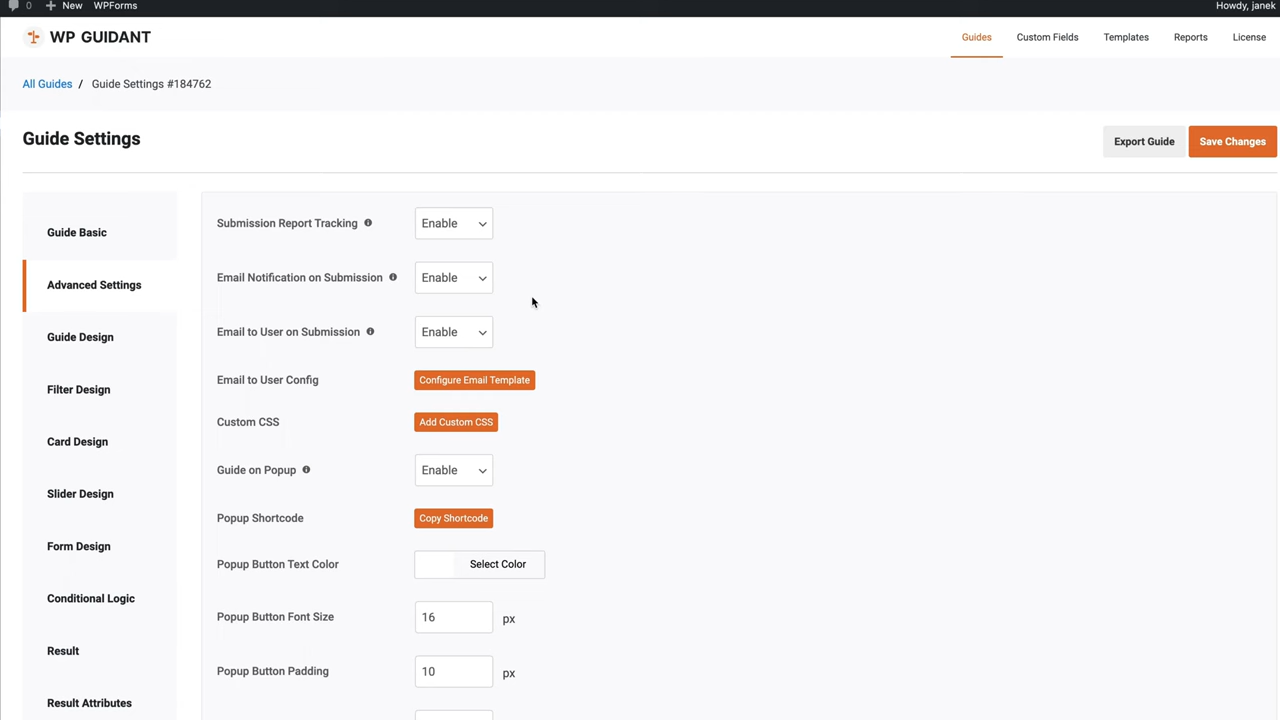 0 New WPForms Howdy, janek
WP GUIDANT Guides Custom Fields Templates Reports License
All Guides / Guide Settings #184762
Guide Settings
Export Guide Save Changes
Guide Basic
Advanced Settings
Guide Design
Filter Design
Card Design
Slider Design
Form Design
Conditional Logic
Result
Result Attributes
Submission Report Tracking Enable
Email Notification on Submission Enable
Email to User on Submission Enable
Email to User Config Configure Email Template
Custom CSS Add Custom CSS
Guide on Popup Enable
Popup Shortcode Copy Shortcode
Popup Button Text Color Select Color
Popup Button Font Size 16 px
Popup Button Padding 10 px